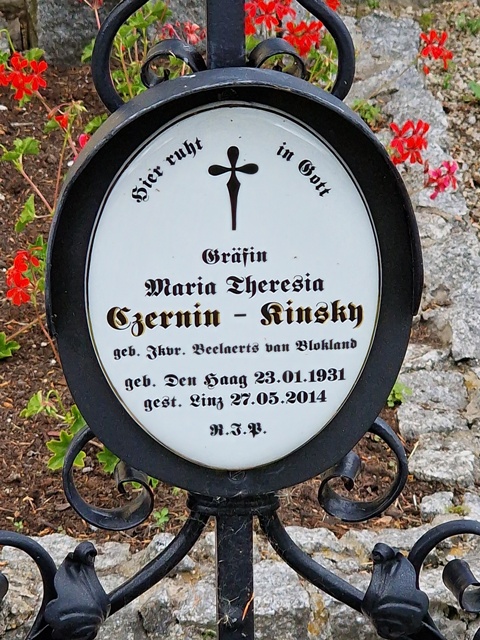 Hier ruht in Gott
Gräfin
Maria Theresia
Czernin - Kinsky
geb. Jkvr. Beelaerts van Blokland
geb. Den Haag 23.01.1931
gest. Linz 27.05.2014
R.I.P.